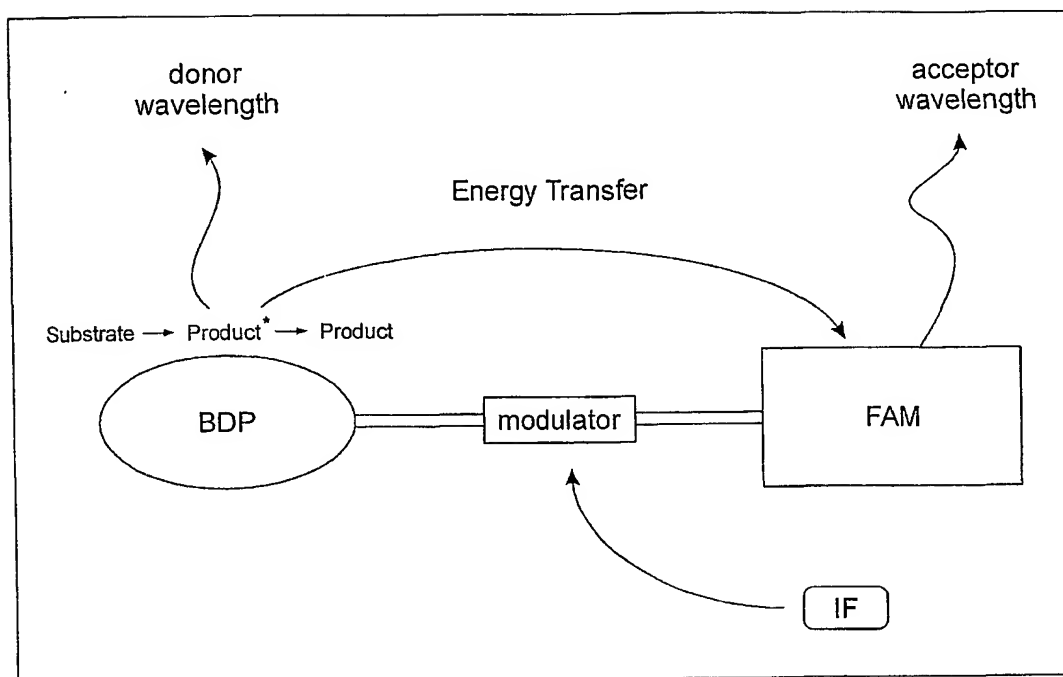 donor
wavelength
acceptor
wavelength
Energy Transfer
Substrate → Product* → Product
BDP
modulator
FAM
IF